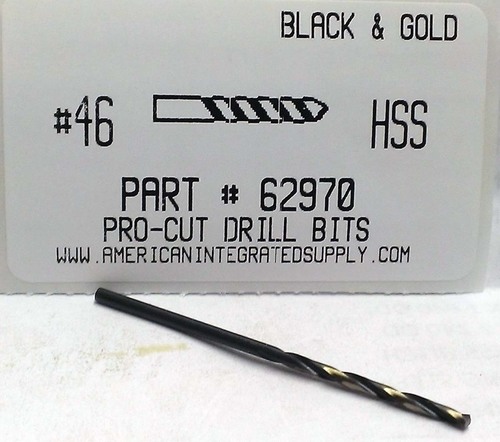 BLACK & GOLD
#46 HSS
PART # 62970
PRO-CUT DRILL BITS
WWW.AMERICANINTEGRATEDSUPPLY.COM